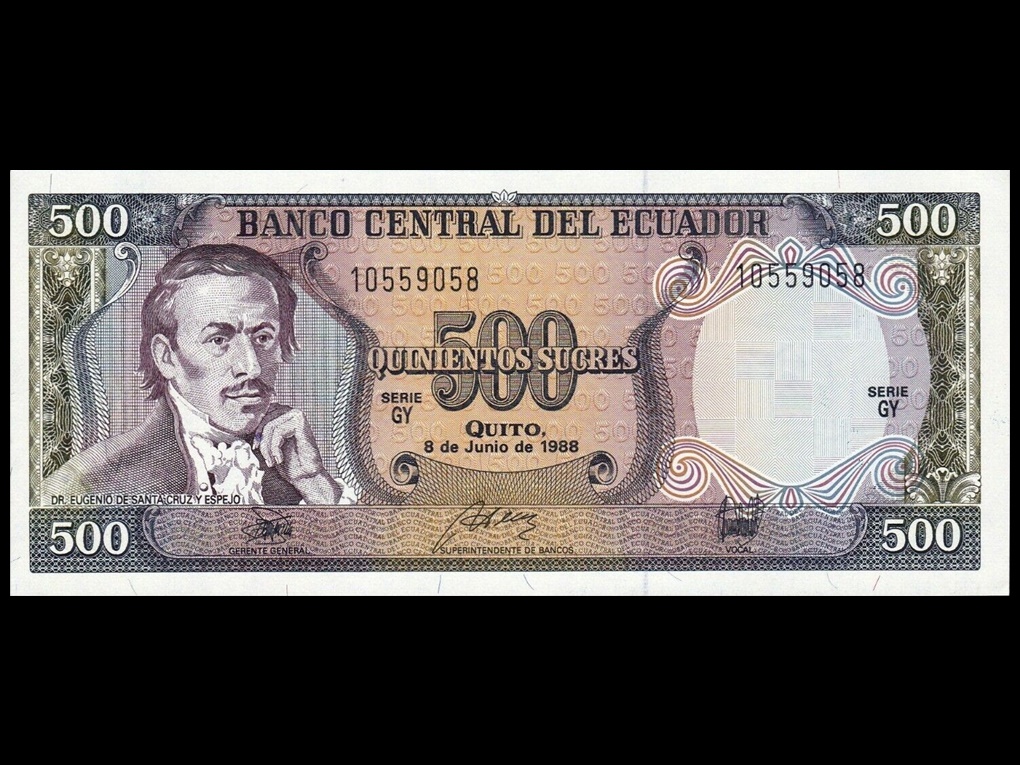 500 BANCO CENTRAL DEL ECUADOR 500
10559058 10559058
500
QUINIENTOS SUCRES
SERIE
GY
SERIE
GY
QUITO,
8 de Junio de 1988
DR. EUGENIO DE SANTA CRUZ Y ESPEJO
500 500
GERENTE GENERAL SUPERINTENDENTE DE BANCOS VOCAL